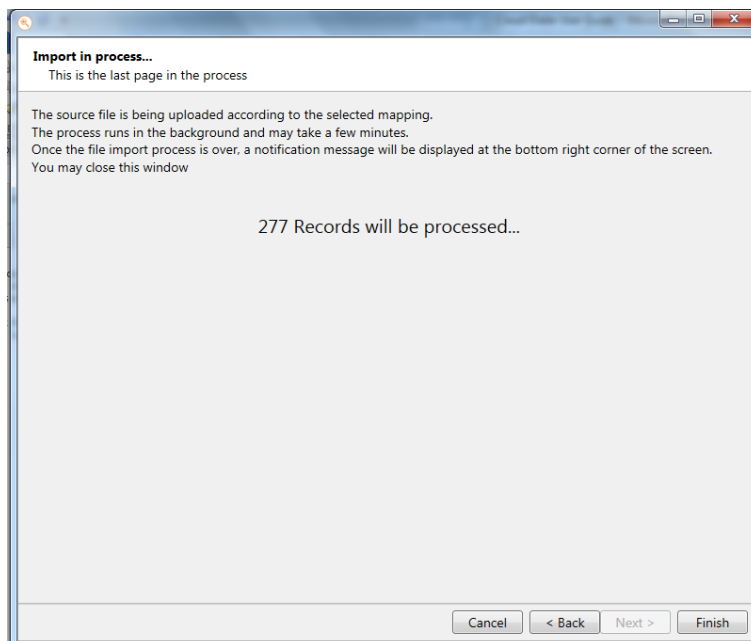 Import in process...
This is the last page in the process
The source file is being uploaded according to the selected mapping.
The process runs in the background and may take a few minutes.
Once the file import process is over, a notification message will be displayed at the bottom right corner of the screen.
You may close this window
277 Records will be processed...
Cancel
< Back
Next >
Finish